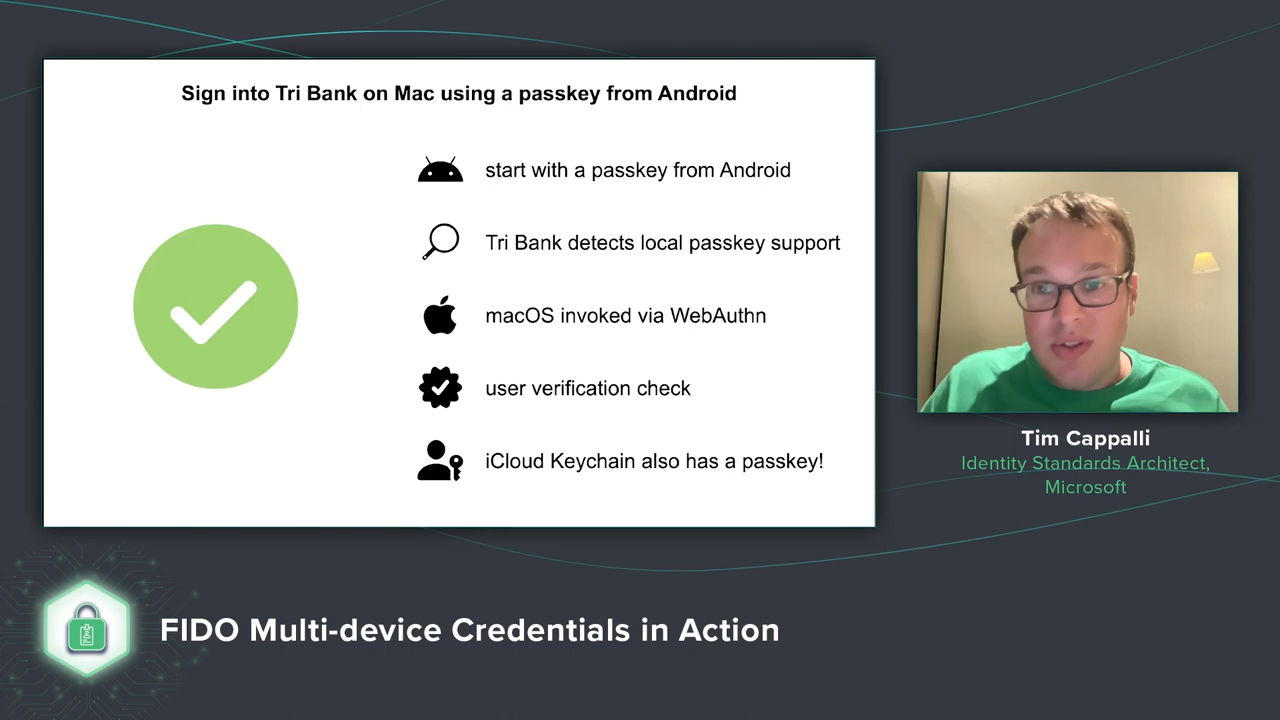 Sign into Tri Bank on Mac using a passkey from Android
start with a passkey from Android
Tri Bank detects local passkey support
macOS invoked via WebAuthn
user verification check
iCloud Keychain also has a passkey!
Tim Cappalli
Identity Standards Architect,
Microsoft
FIDO Multi-device Credentials in Action